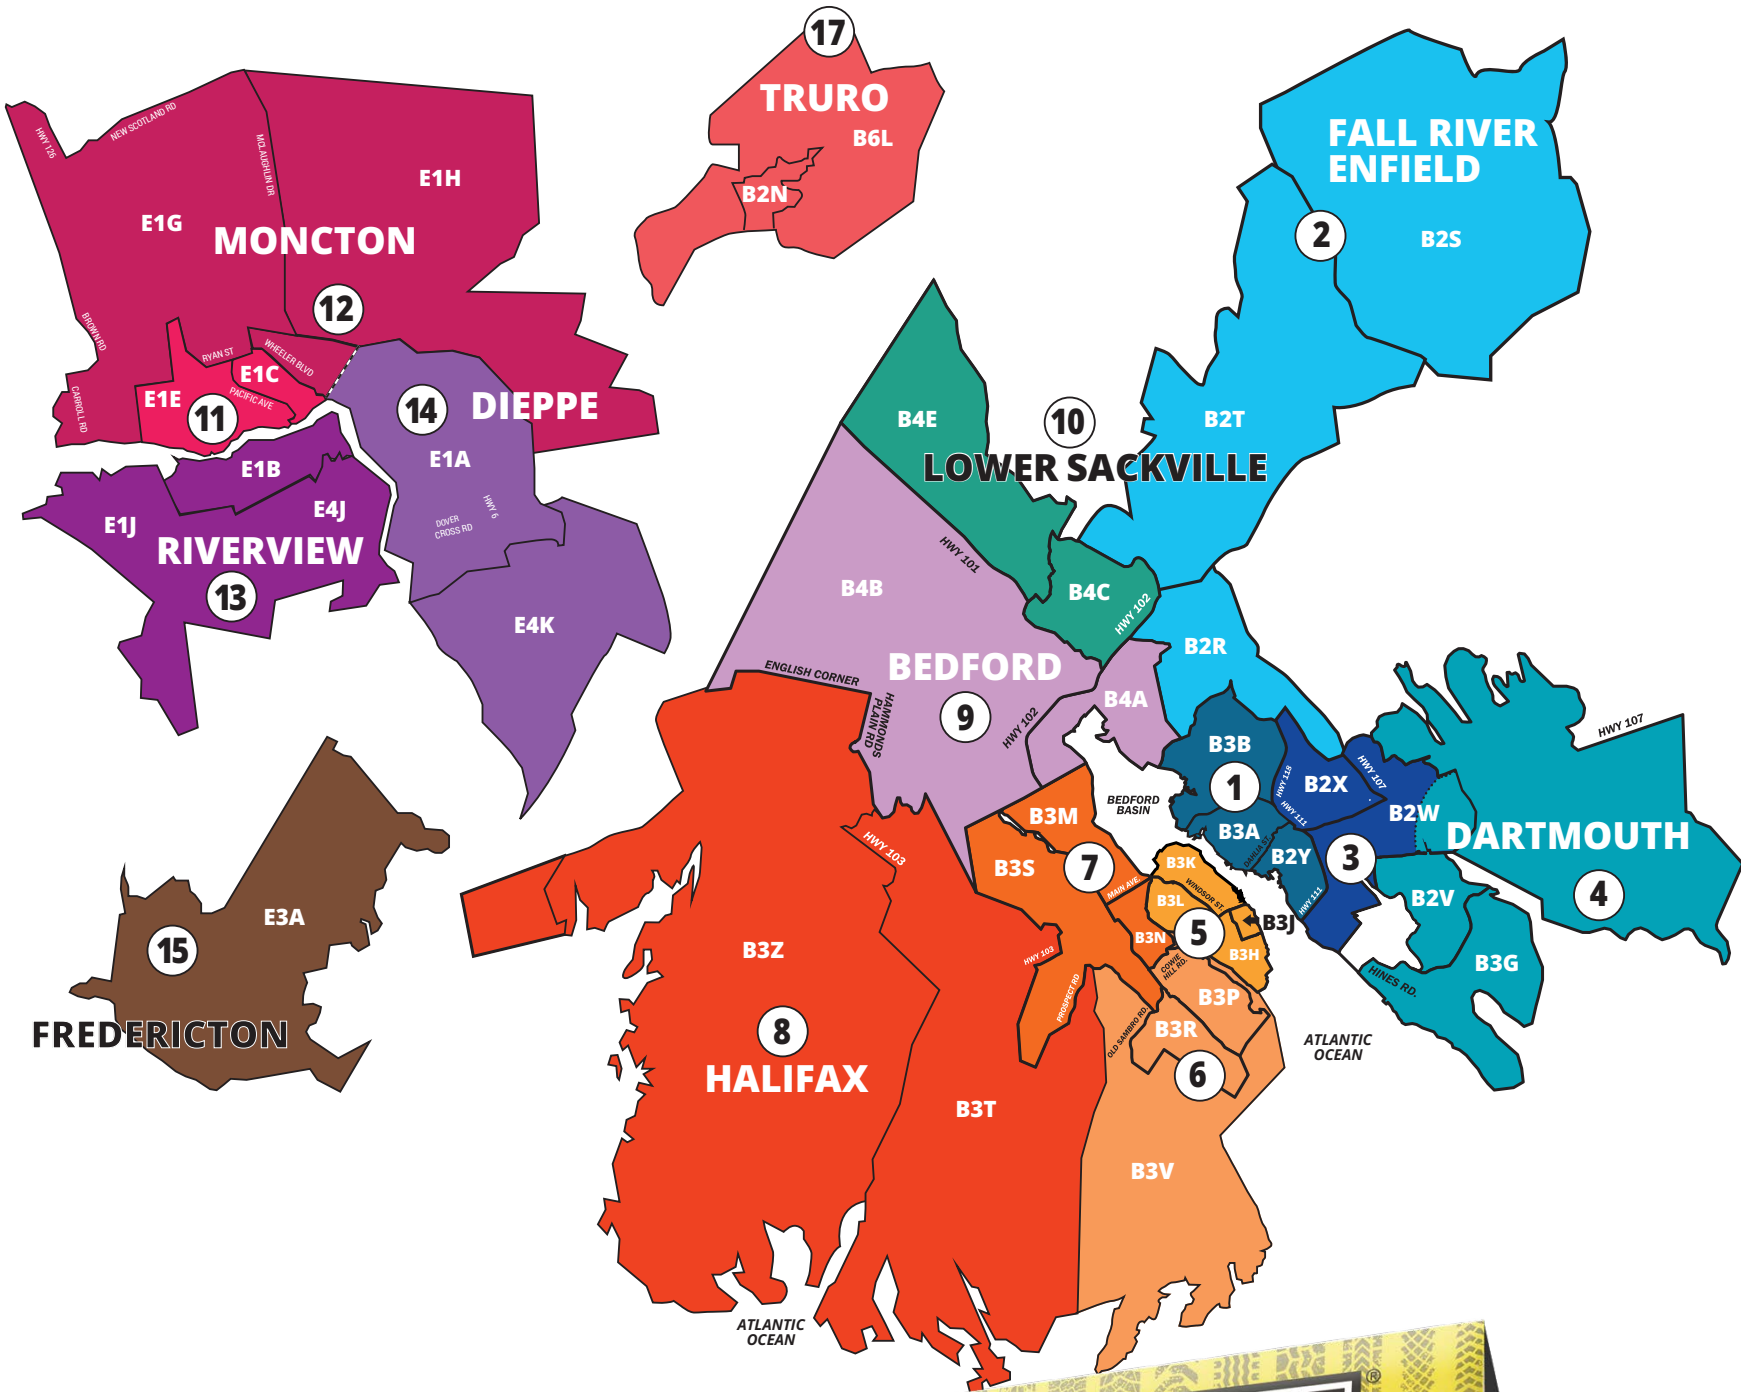 17
TRURO
B6L
B2N
FALL RIVER
ENFIELD
2
B2S
B2T
B2R
HWY 126
NEW SCOTLAND RD
MCLAUGHLIN DR
E1H
E1G
MONCTON
12
BROWN RD
RYAN ST
WHEELER BLVD
E1C
PACIFIC AVE
E1E
11
CARROLL RD
14
DIEPPE
E1A
HWY 6
DOVER
CROSS RD
E4K
E1B
E4J
E1J
RIVERVIEW
13
B4E
10
LOWER SACKVILLE
HWY 101
B4C
HWY 102
B4B
BEDFORD
9
ENGLISH CORNER
HAMMONDS
PLAIN RD
HWY 102
B4A
BEDFORD
BASIN
B3B
1
HWY 118
HWY 111
B3A
DAHLIA ST.
B2Y
HWY 111
B2X
HWY 107
B2W
3
HWY 107
DARTMOUTH
4
B2V
B3G
HINES RD.
ATLANTIC
OCEAN
E3A
15
FREDERICTON
HWY 103
B3Z
8
HALIFAX
B3T
ATLANTIC
OCEAN
B3M
B3S
7
MAIN AVE.
B3N
HWY 103
PROSPECT RD
B3K
WINDSOR ST.
B3L
5
B3J
B3H
COWIE
HILL RD.
B3P
OLD SAMBRO RD.
B3R
6
B3V
®